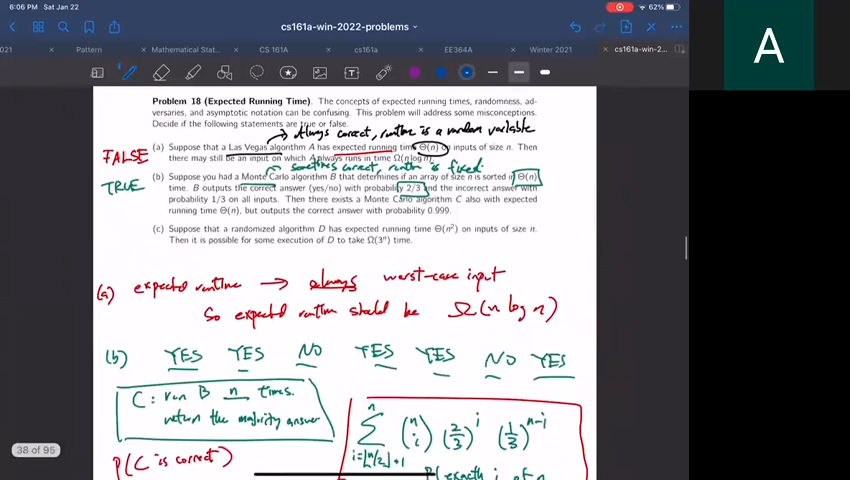 6:06 PM Sat Jan 22
62%
cs161a-win-2022-problems
2021
Pattern
Mathematical Stat...
CS 161A
cs161a
EE364A
Winter 2021
cs161a-win-2...
A
Problem 18 (Expected Running Time). The concepts of expected running times, randomness, ad-
versaries, and asymptotic notation can be confusing. This problem will address some misconceptions.
Decide if the following statements are true or false.
Always correct, runtime is a random variable
FALSE
(a) Suppose that a Las Vegas algorithm A has expected running time Θ(n) on inputs of size n. Then
there may still be an input on which A always runs in time Ω(n log n).
sometimes correct, runtime is fixed
TRUE
(b) Suppose you had a Monte Carlo algorithm B that determines if an array of size n is sorted in Θ(n)
time. B outputs the correct answer (yes/no) with probability 2/3 and the incorrect answer with
probability 1/3 on all inputs. Then there exists a Monte Carlo algorithm C also with expected
running time Θ(n), but outputs the correct answer with probability 0.999.
(c) Suppose that a randomized algorithm D has expected running time Θ(n²) on inputs of size n.
Then it is possible for some execution of D to take Ω(3ⁿ) time.
(a) expected runtime → always worst-case input
So expected runtime should be Ω(n log n)
(b) YES YES NO YES YES NO YES
C: run B n times.
return the majority answer
P(C is correct)
∑ i=⌊n/2⌋+1 n (n i) (2/3)^i (1/3)^n-i
P(exactly i of n
38 of 95